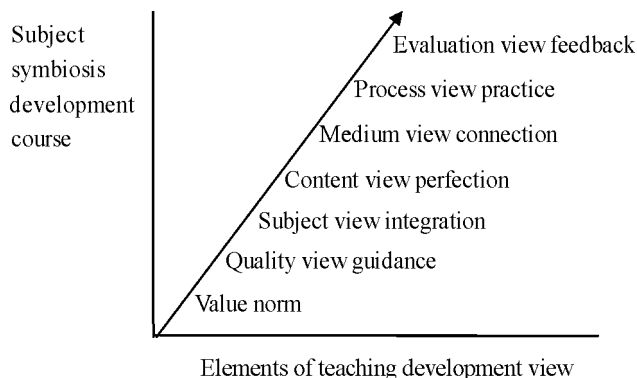 Subject
symbiosis
development
course
Evaluation view feedback
Process view practice
Medium view connection
Content view perfection
Subject view integration
Quality view guidance
Value norm
Elements of teaching development view